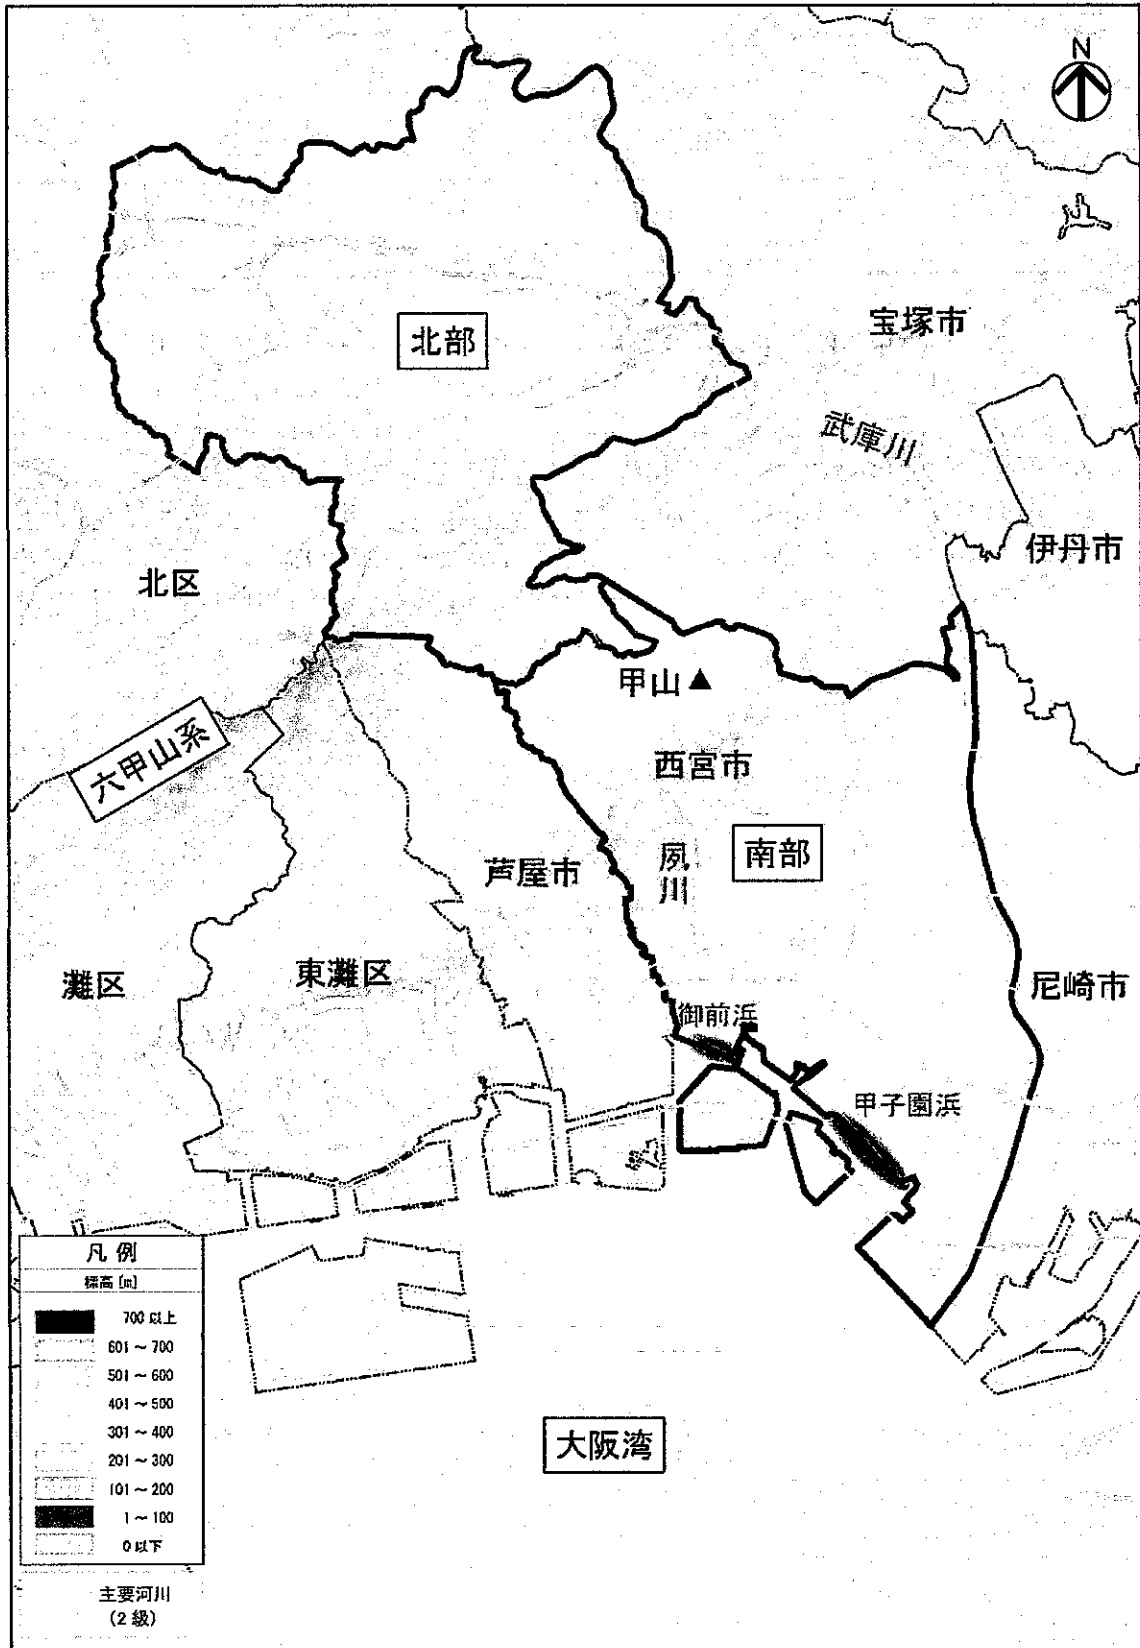 N
北部
宝塚市
武庫川
伊丹市
北区
甲山▲
六甲山系
西宮市
南部
夙川
芦屋市
灘区
東灘区
尼崎市
御前浜
甲子園浜
凡例
標高 [m]
700 以上
601 ~ 700
501 ~ 600
401 ~ 500
301 ~ 400
201 ~ 300
101 ~ 200
1 ~ 100
0 以下
大阪湾
主要河川
(2 級)